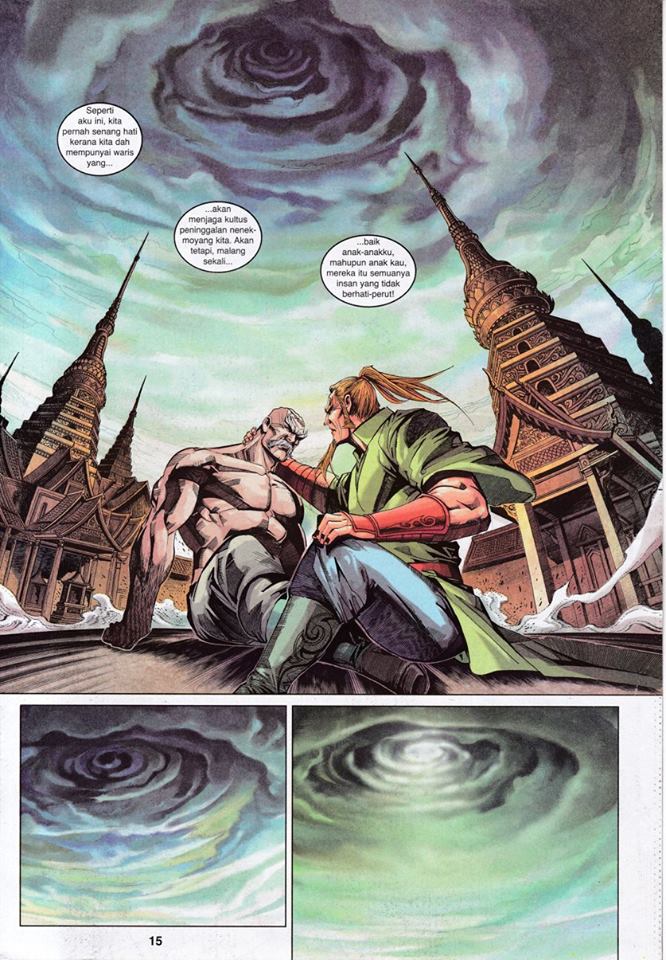 Seperti
aku ini, kita
pernah senang hati
kerana kita dah
mempunyai waris
yang...
...akan
menjaga kultus
peninggalan nenek-
moyang kita. Akan
tetapi, malang
sekali...
...baik
anak-anakku,
mahupun anak kau,
mereka itu semuanya
insan yang tidak
berhati-perut!
15